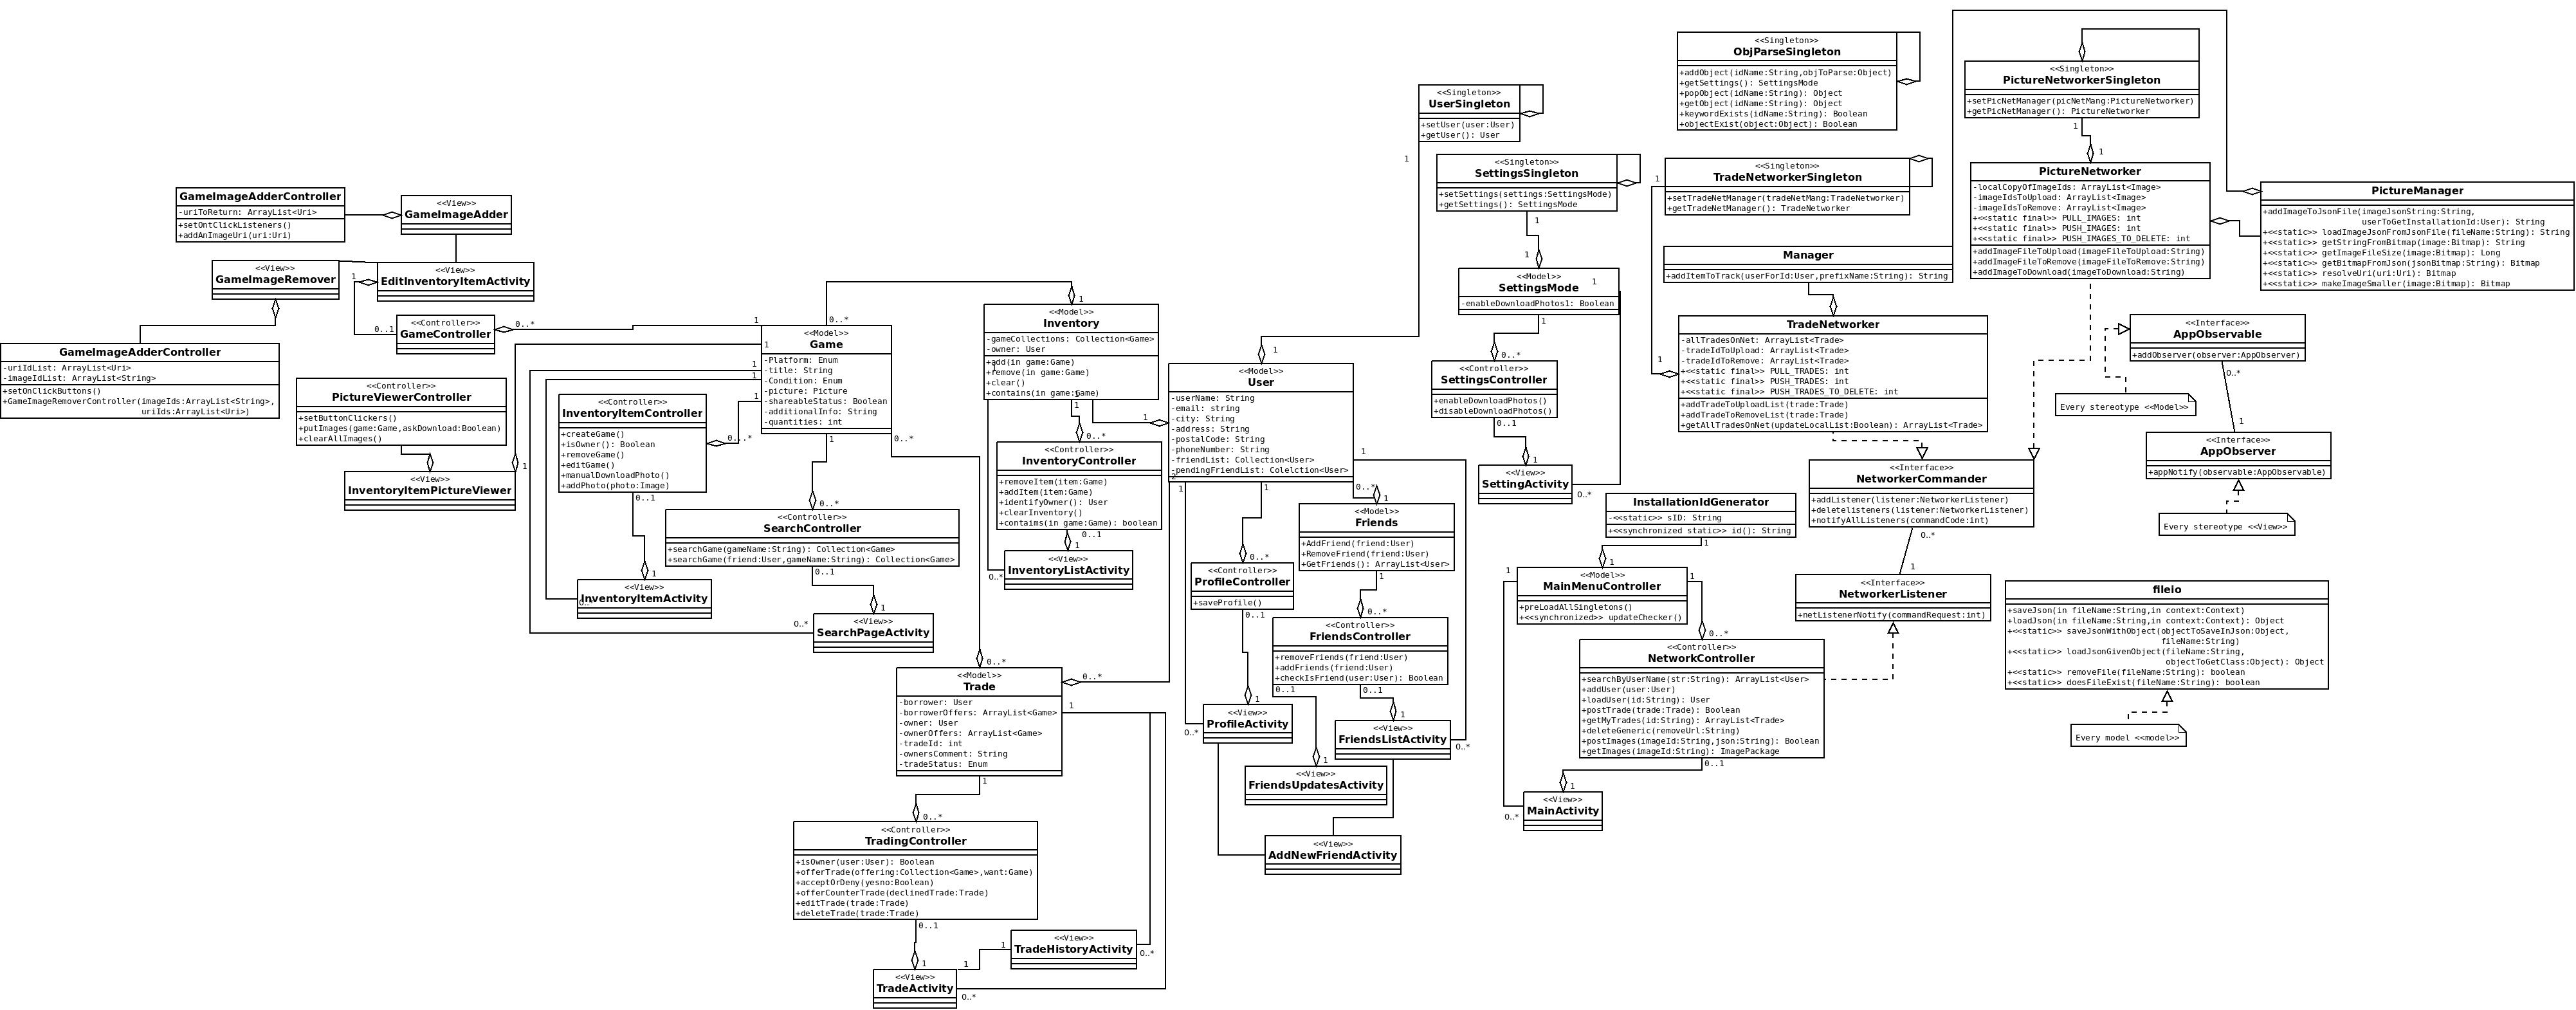 <<Singleton>>
ObjParseSingleton
+addObject(idName:String,objToParse:Object)
+getSettings(): SettingsMode
+popObject(idName:String): Object
+getObject(idName:String): Object
+keywordExists(idName:String): Boolean
+objectExist(object:Object): Boolean
<<Singleton>>
PictureNetworkerSingleton
+setPicNetManager(picNetMang:PictureNetworker)
+getPicNetManager(): PictureNetworker
1
1
<<Singleton>>
UserSingleton
+setUser(user:User)
+getUser(): User
1
<<Singleton>>
SettingsSingleton
+setSettings(settings:SettingsMode)
+getSettings(): SettingsMode
1
1
<<Singleton>>
TradeNetworkerSingleton
+setTradeNetManager(tradeNetMang:TradeNetworker)
+getTradeNetManager(): TradeNetworker
1
PictureNetworker
-localCopyOfImageIds: ArrayList<Image>
-imageIdsToUpload: ArrayList<Image>
-imageIdsToRemove: ArrayList<Image>
+<<static final>> PULL_IMAGES: int
+<<static final>> PUSH_IMAGES: int
+<<static final>> PUSH_IMAGES_TO_DELETE: int
+addImageFileToUpload(imageFileToUpload:String)
+addImageFileToRemove(imageFileToRemove:String)
+addImageToDownload(imageToDownload:String)
PictureManager
+addImageToJsonFile(imageJsonString:String,
userToGetInstallationId:User): String
+<<static>> loadImageJsonFromJsonFile(fileName:String): String
+<<static>> getStringFromBitmap(image:Bitmap): String
+<<static>> getImageFileSize(image:Bitmap): Long
+<<static>> getBitmapFromJson(jsonBitmap:String): Bitmap
+<<static>> resolveUri(uri:Uri): Bitmap
+<<static>> makeImageSmaller(image:Bitmap): Bitmap
GameImageAdderController
-uriToReturn: ArrayList<Uri>
+setOntClickListeners()
+addAnImageUri(uri:Uri)
<<View>>
GameImageAdder
<<View>>
GameImageRemover
<<View>>
EditInventoryItemActivity
1
0..1
<<Controller>>
GameController
0..*
GameImageAdderController
-uriIdList: ArrayList<Uri>
-imageIdList: ArrayList<String>
+setOnClickButtons()
+GameImageRemoverController(imageIds:ArrayList<String>,
uriIds:ArrayList<Uri>)
<<Controller>>
PictureViewerController
+setButtonClickers()
+putImages(game:Game,askDownload:Boolean)
+clearAllImages()
<<View>>
InventoryItemPictureViewer
1
<<Controller>>
InventoryItemController
+createGame()
+isOwner(): Boolean
+removeGame()
+editGame()
+manualDownloadPhoto()
+addPhoto(photo:Image)
0..*
0..1
1
<<View>>
InventoryItemActivity
0..*
1
0..*
1
1
1
1
<<Model>>
Game
-Platform: Enum
-title: String
-Condition: Enum
-picture: Picture
-shareableStatus: Boolean
-additionalInfo: String
-quantities: int
1
0..*
0..*
<<Controller>>
SearchController
+searchGame(gameName:String): Collection<Game>
+searchGame(friend:User,gameName:String): Collection<Game>
0..1
1
0..*
<<View>>
SearchPageActivity
1
<<Model>>
Inventory
-gameCollections: Collection<Game>
-owner: User
+add(in game:Game)
+remove(in game:Game)
+clear()
+contains(in game:Game)
1
1
0..*
<<Controller>>
InventoryController
+removeItem(item:Game)
+addItem(item:Game)
+identifyOwner(): User
+clearInventory()
+contaims(in game:Game): boolean
0..1
1
<<View>>
InventoryListActivity
0..*
1
<<Model>>
User
-userName: String
-email: string
-city: String
-address: String
-postalCode: String
-phoneNumber: String
-friendList: Collection<User>
-pendingFriendList: Colelction<User>
2
1
1
1
0..*
1
<<Model>>
Friends
+AddFriend(friend:User)
+RemoveFriend(friend:User)
+GetFriends(): ArrayList<User>
1
0..*
0..*
<<Controller>>
ProfileController
+saveProfile()
0..1
<<Controller>>
FriendsController
+removeFriends(friend:User)
+addFriends(friend:User)
+checkIsFriend(user:User): Boolean
0..1
0..1
1
<<View>>
ProfileActivity
0..*
1
<<View>>
FriendsListActivity
0..*
1
<<View>>
FriendsUpdatesActivity
<<View>>
AddNewFriendActivity
0..*
0..*
<<Model>>
Trade
-borrower: User
-borrowerOffers: ArrayList<Game>
-owner: User
-ownerOffers: ArrayList<Game>
-tradeId: int
-ownersComment: String
-tradeStatus: Enum
1
1
0..*
<<Controller>>
TradingController
+isOwner(user:User): Boolean
+offerTrade(offering:Collection<Game>,want:Game)
+acceptOrDeny(yesno:Boolean)
+offerCounterTrade(declinedTrade:Trade)
+editTrade(trade:Trade)
+deleteTrade(trade:Trade)
0..1
1
<<View>>
TradeHistoryActivity
1
0..*
1
<<View>>
TradeActivity
0..*
<<Model>>
SettingsMode
-enableDownloadPhotos1: Boolean
1
1
0..*
<<Controller>>
SettingsController
+enableDownloadPhotos()
+disableDownloadPhotos()
0..1
1
<<View>>
SettingActivity
0..*
Manager
+addItemToTrack(userForId:User,prefixName:String): String
TradeNetworker
-allTradesOnNet: ArrayList<Trade>
-tradeIdToUpload: ArrayList<Trade>
-tradeIdToRemove: ArrayList<Trade>
+<<static final>> PULL_TRADES: int
+<<static final>> PUSH_TRADES: int
+<<static final>> PUSH_TRADES_TO_DELETE: int
+addTradeToUploadList(trade:Trade)
+addTradeToRemoveList(trade:Trade)
+getAllTradesOnNet(updateLocalList:Boolean): ArrayList<Trade>
1
<<Interface>>
AppObservable
+addObserver(observer:AppObserver)
0..*
1
Every stereotype <<Model>>
<<Interface>>
AppObserver
+appNotify(observable:AppObservable)
Every stereotype <<View>>
<<Interface>>
NetworkerCommander
+addListener(listener:NetworkerListener)
+deletelisteners(listener:NetworkerListener)
+notifyAllListeners(commandCode:int)
0..*
1
<<Interface>>
NetworkerListener
+netListenerNotify(commandRequest:int)
InstallationIdGenerator
-<<static>> sID: String
+<<synchronized static>> id(): String
1
1
1
1
<<Model>>
MainMenuController
+preLoadAllSingletons()
+<<synchronized>> updateChecker()
0..*
<<Controller>>
NetworkController
+searchByUserName(str:String): ArrayList<User>
+addUser(user:User)
+loadUser(id:String): User
+postTrade(trade:Trade): Boolean
+getMyTrades(id:String): ArrayList<Trade>
+deleteGeneric(removeUrl:String)
+postImages(imageId:String,json:String): Boolean
+getImages(imageId:String): ImagePackage
0..1
1
<<View>>
MainActivity
0..*
fileio
+saveJson(in fileName:String,in context:Context)
+loadJson(in fileName:String,in context:Context): Object
+<<static>> saveJsonWithObject(objectToSaveInJson:Object,
fileName:String)
+<<static>> loadJsonGivenObject(fileName:String,
objectToGetClass:Object): Object
+<<static>> removeFile(fileName:String): boolean
+<<static>> doesFileExist(fileName:String): boolean
Every model <<model>>